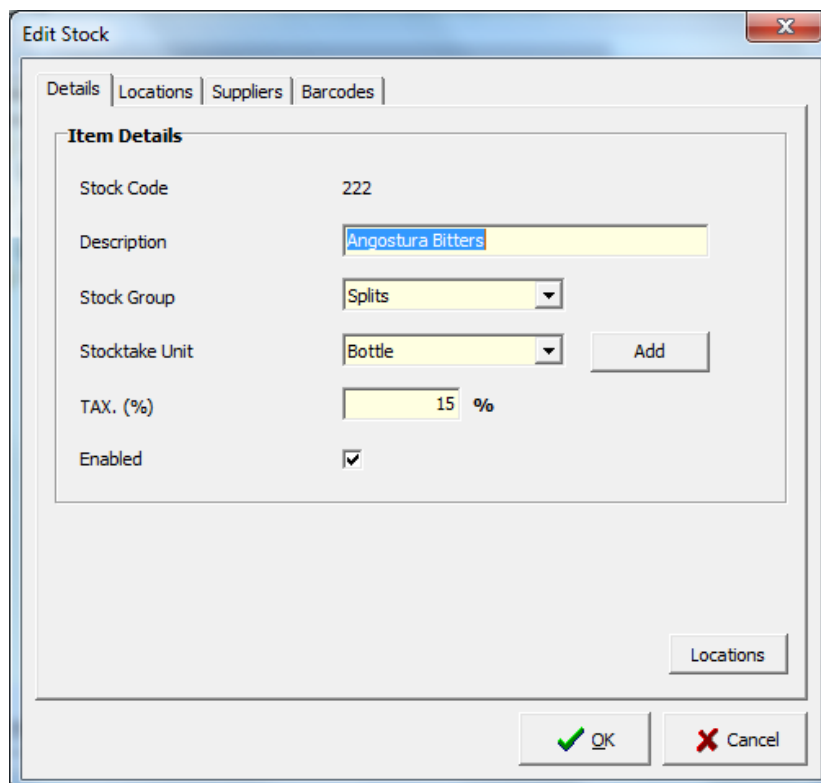 Edit Stock
Details Locations Suppliers Barcodes
Item Details
Stock Code 222
Description Angostura Bitters
Stock Group Splits
Stocktake Unit Bottle Add
TAX. (%) 15 %
Enabled
Locations
OK Cancel